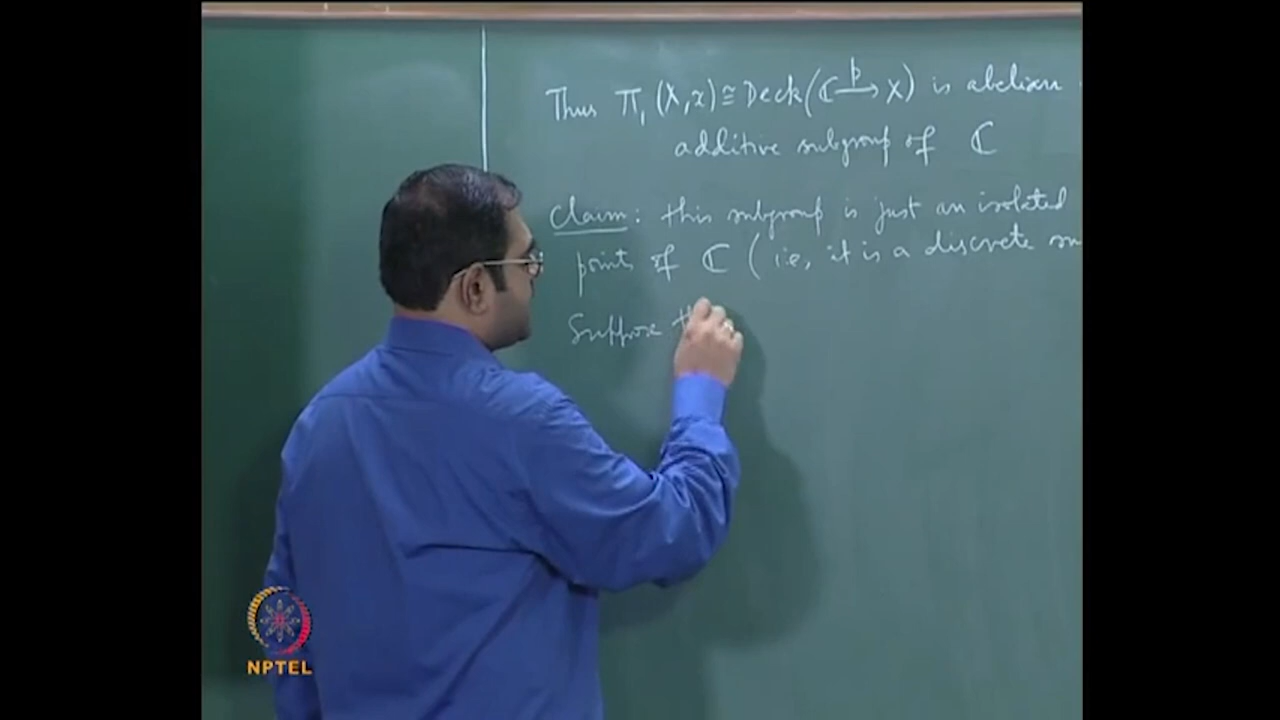 Thus π₁(X,x) ≅ Deck(ℂ →ᵖ X) is abelian
additive subgroup of ℂ
Claim: this subgroup is just an isolated
points of ℂ (i.e, it is a discrete
Suppose
NPTEL